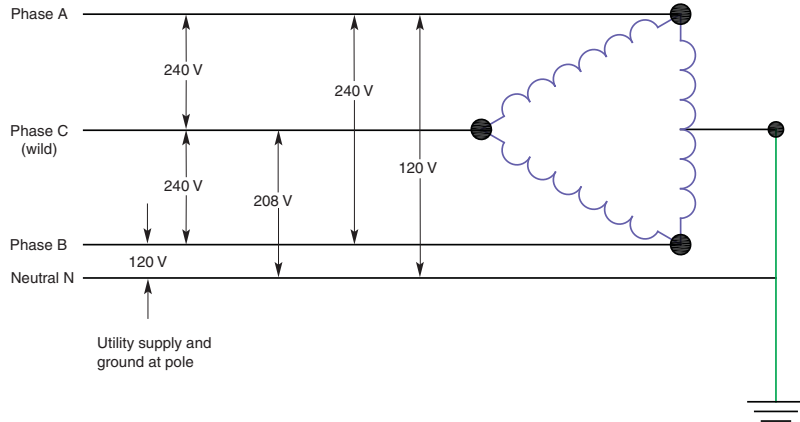 Phase A
240 V
240 V
Phase C
(wild)
120 V
240 V
208 V
Phase B
120 V
Neutral N
Utility supply and
ground at pole